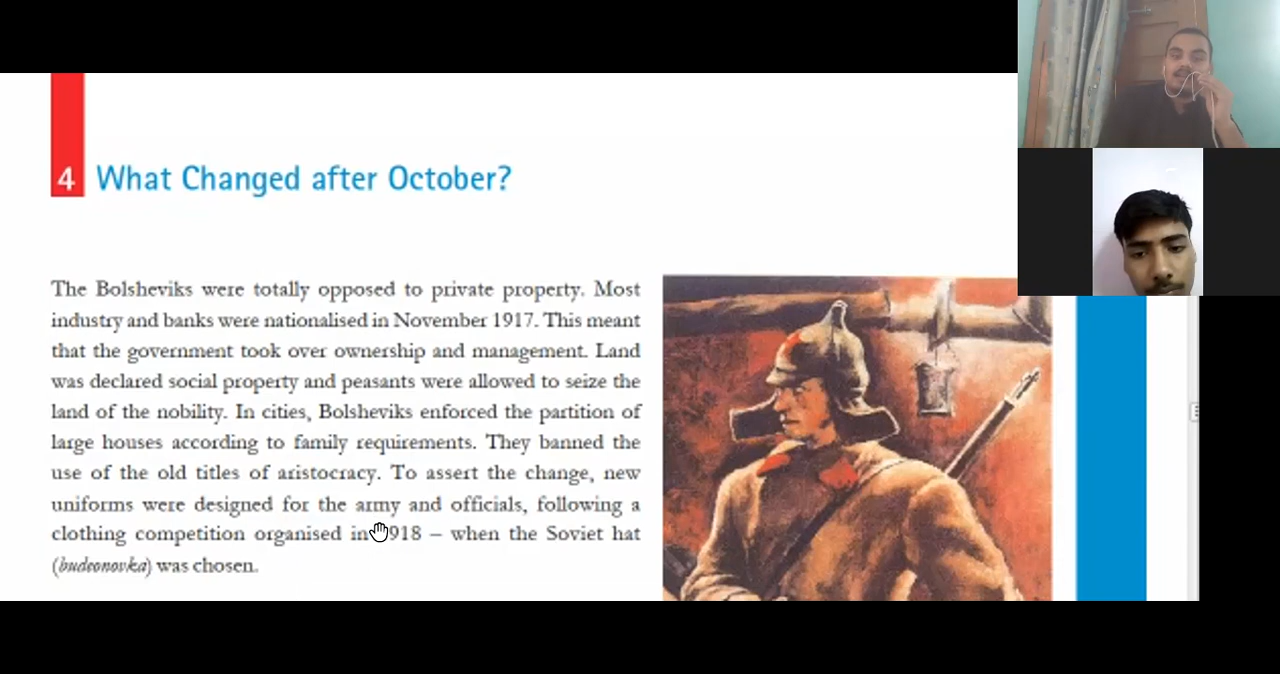 4 What Changed after October?
The Bolsheviks were totally opposed to private property. Most
industry and banks were nationalised in November 1917. This meant
that the government took over ownership and management. Land
was declared social property and peasants were allowed to seize the
land of the nobility. In cities, Bolsheviks enforced the partition of
large houses according to family requirements. They banned the
use of the old titles of aristocracy. To assert the change, new
uniforms were designed for the army and officials, following a
clothing competition organised in 1918 – when the Soviet hat
(budeonovka) was chosen.